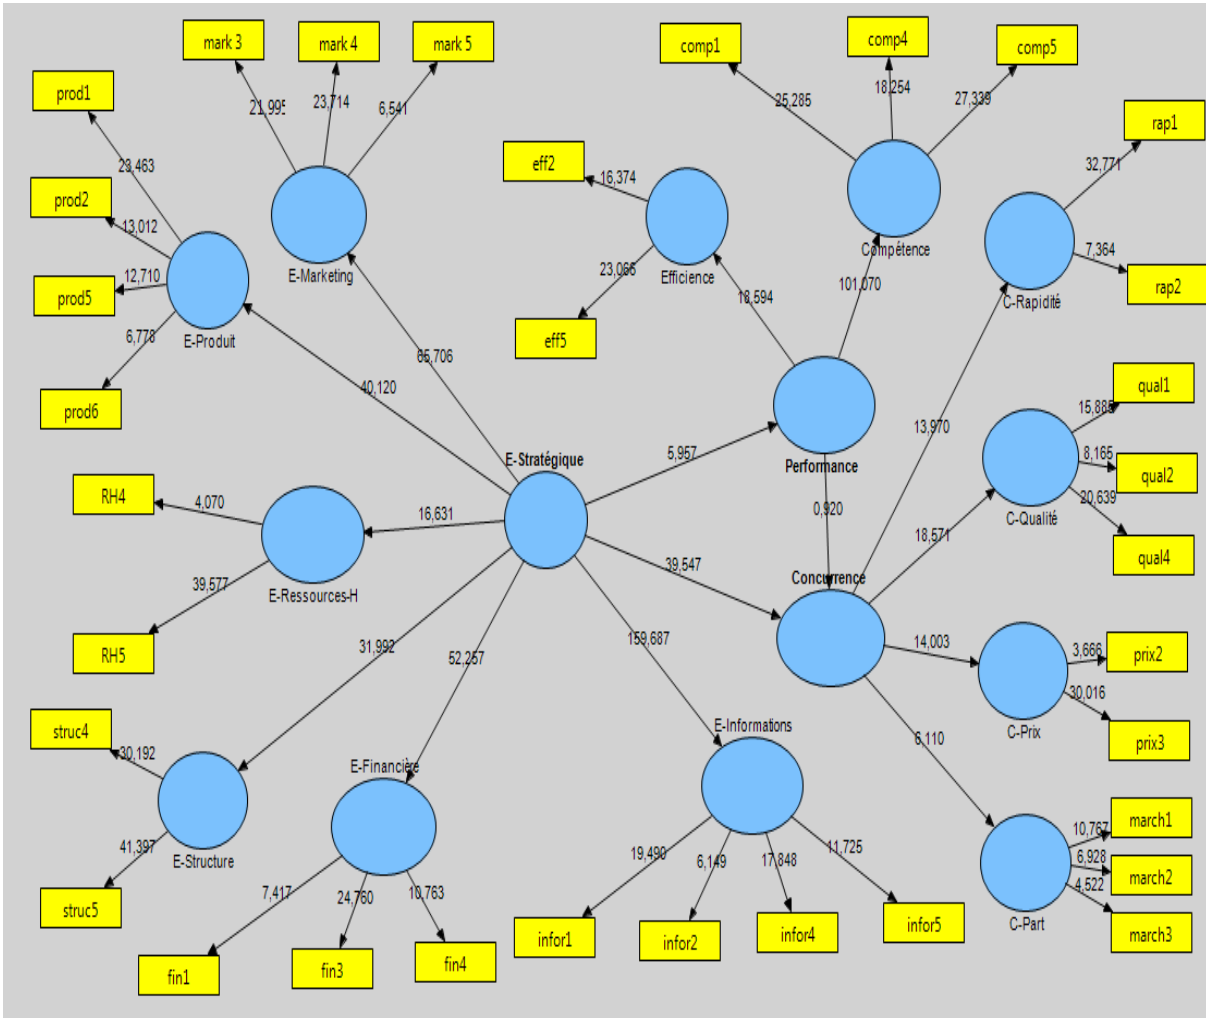 mark 3
mark 4
mark 5
21,995
23,714
6,541
E-Marketing
prod1
prod2
prod5
prod6
23,463
13,012
12,710
6,778
E-Produit
comp1
comp4
comp5
25,285
18,254
27,339
Compétence
eff2
eff5
16,374
23,066
Efficience
18,594
101,070
rap1
rap2
32,771
7,364
C-Rapidité
65,706
40,120
E-Stratégique
5,957
Performance
0,920
13,970
qual1
qual2
qual4
15,885
8,165
20,639
C-Qualité
18,571
RH4
RH5
4,070
39,577
E-Ressources-H
16,631
39,547
Concurrence
14,003
prix2
prix3
3,666
30,016
C-Prix
31,992
52,257
159,687
6,110
struc4
struc5
30,192
41,397
E-Structure
E-Financière
7,417
24,760
10,763
fin1
fin3
fin4
E-Informations
19,490
6,149
17,848
11,725
infor1
infor2
infor4
infor5
march1
march2
march3
10,767
6,928
4,522
C-Part